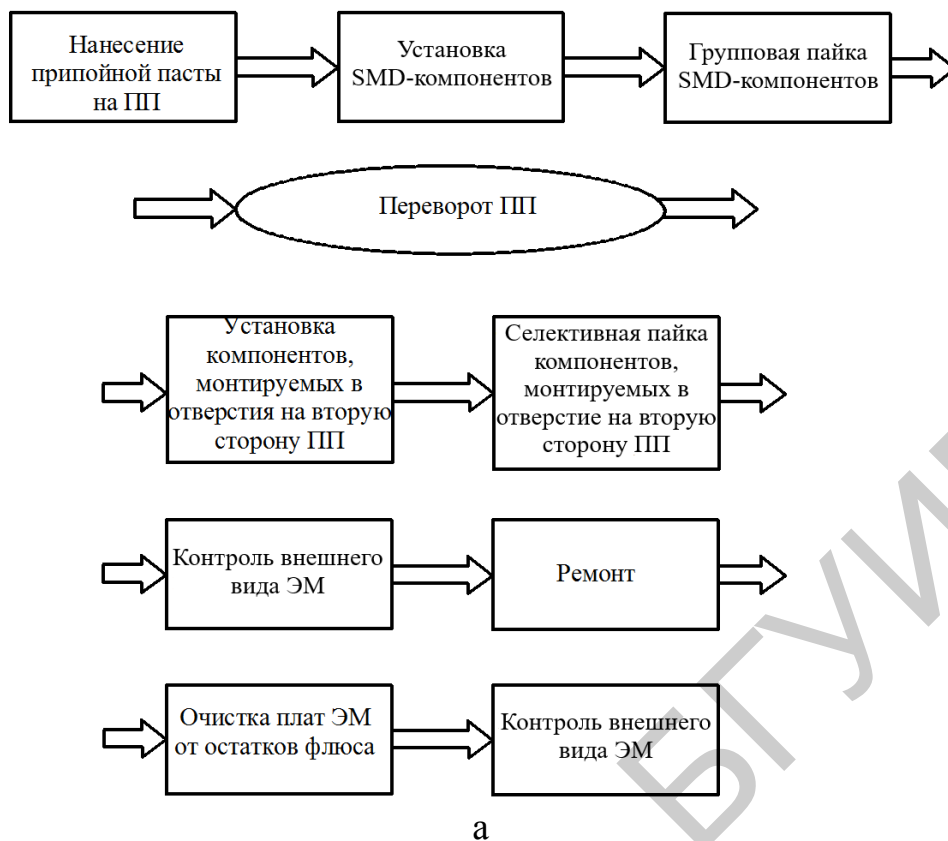 Нанесение
припойной пасты
на ПП
Установка
SMD-компонентов
Групповая пайка
SMD-компонентов
Переворот ПП
Установка
компонентов,
монтируемых в
отверстия на вторую
сторону ПП
Селективная пайка
компонентов,
монтируемых в
отверстие на вторую
сторону ПП
Контроль внешнего
вида ЭМ
Ремонт
Очистка плат ЭМ
от остатков флюса
Контроль внешнего
вида ЭМ
а